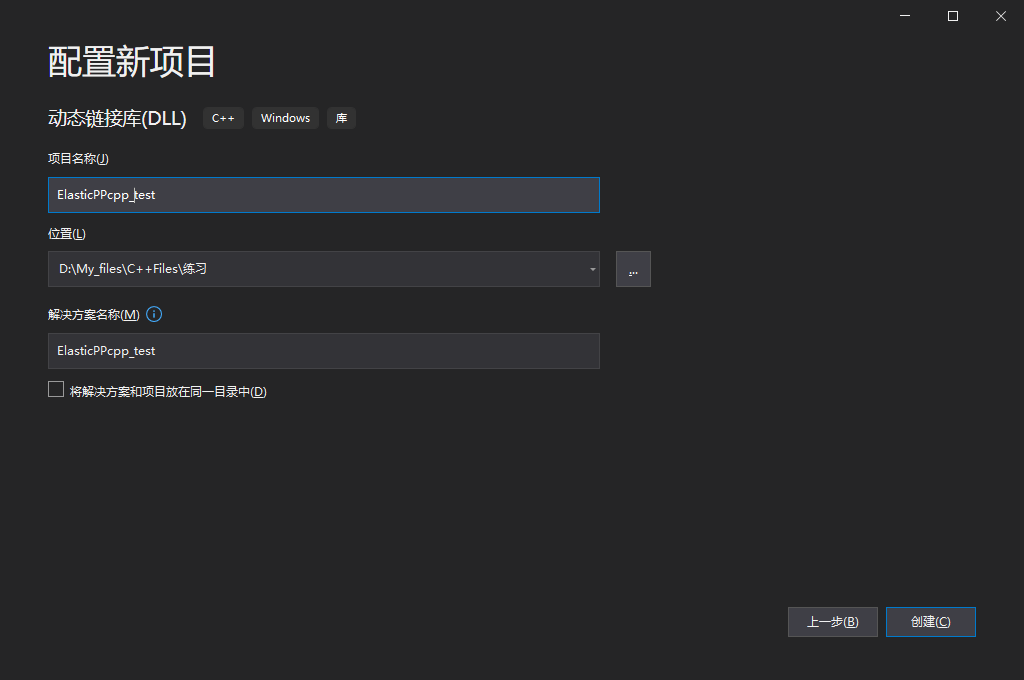 配置新项目
动态链接库(DLL) C++ Windows 库
项目名称(J)
ElasticPPcpp_test
位置(L)
D:\My_files\C++Files\练习
...
解决方案名称(M)
ElasticPPcpp_test
将解决方案和项目放在同一目录中(D)
上一步(B) 创建(C)